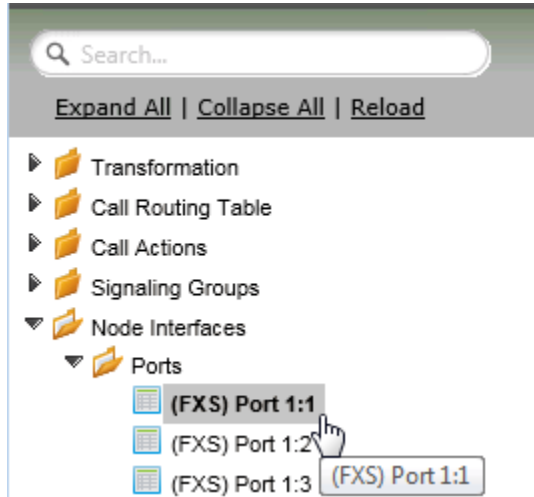 Search...
Expand All | Collapse All | Reload
Transformation
Call Routing Table
Call Actions
Signaling Groups
Node Interfaces
Ports
(FXS) Port 1:1
(FXS) Port 1:2
(FXS) Port 1:3
(FXS) Port 1:1